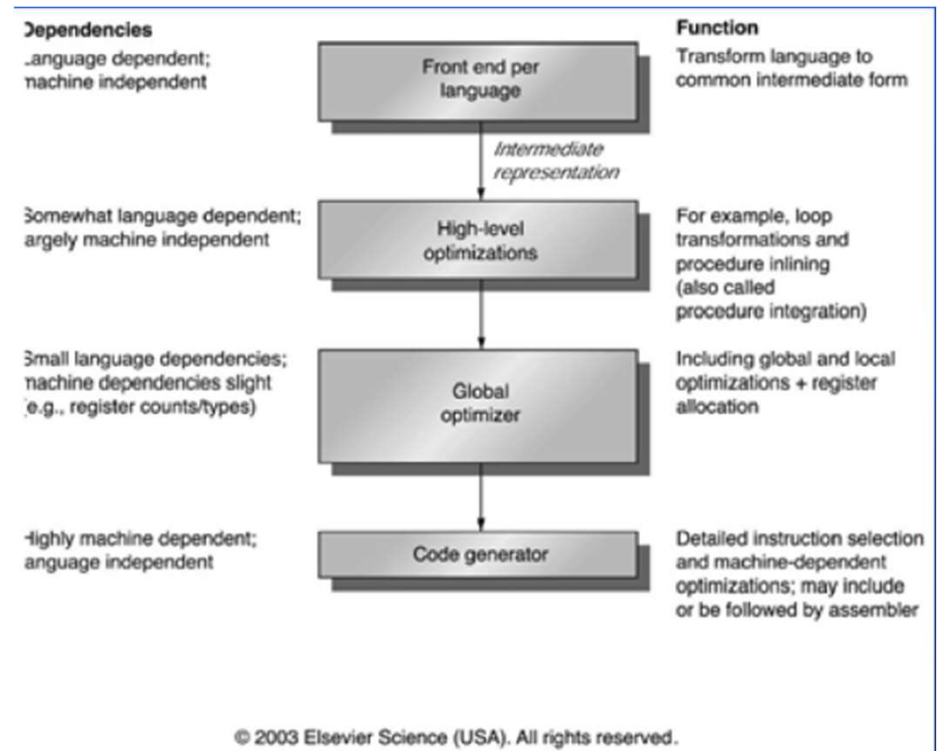 Dependencies
Language dependent;
machine independent
Front end per
language
Function
Transform language to
common intermediate form
Intermediate
representation
Somewhat language dependent;
largely machine independent
High-level
optimizations
For example, loop
transformations and
procedure inlining
(also called
procedure integration)
Small language dependencies;
machine dependencies slight
(e.g., register counts/types)
Global
optimizer
Including global and local
optimizations + register
allocation
Highly machine dependent;
language independent
Code generator
Detailed instruction selection
and machine-dependent
optimizations; may include
or be followed by assembler
© 2003 Elsevier Science (USA). All rights reserved.